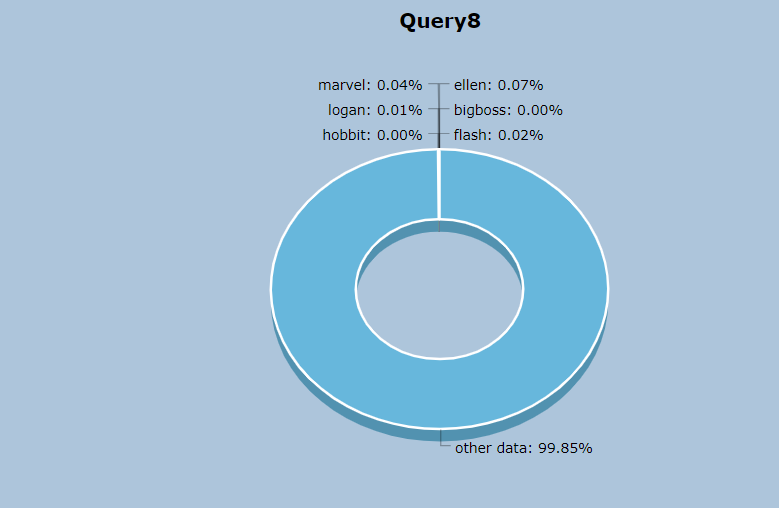 Query8
marvel: 0.04%
ellen: 0.07%
logan: 0.01%
bigboss: 0.00%
hobbit: 0.00%
flash: 0.02%
other data: 99.85%